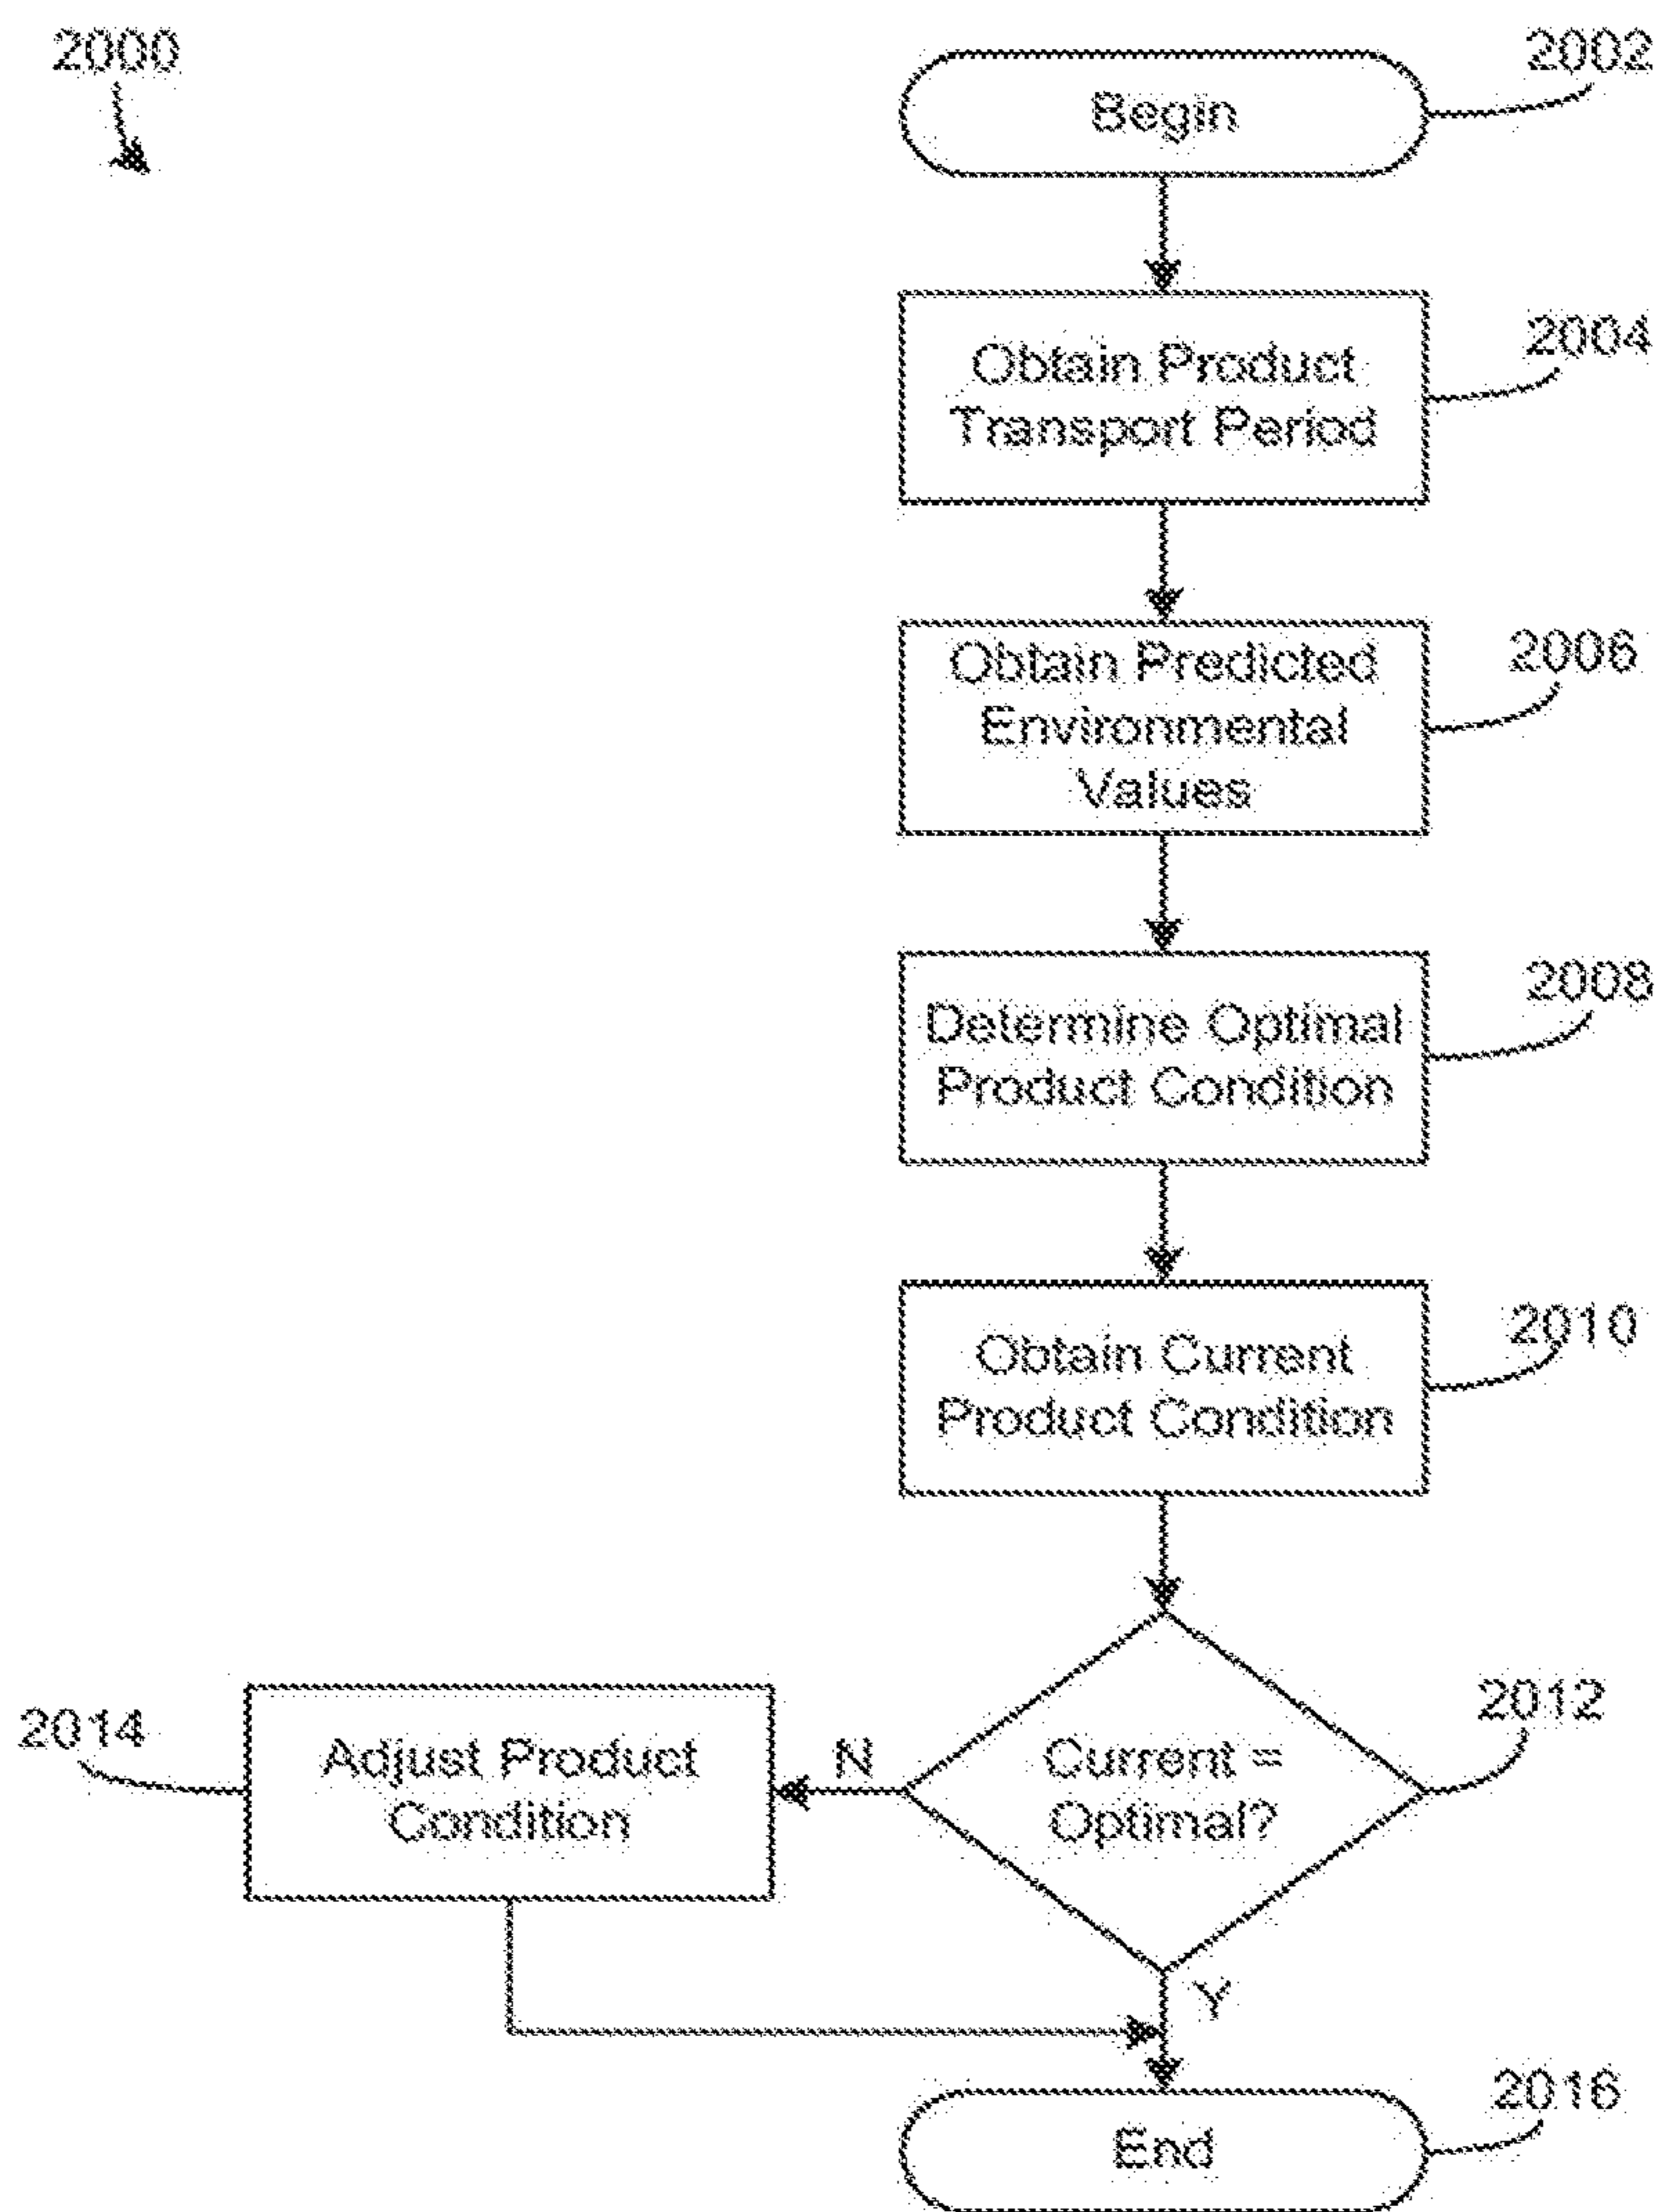 2000
2002
Begin
2004
Obtain Product
Transport Period
2006
Obtain Predicted
Environmental
Values
2008
Determine Optimal
Product Condition
2010
Obtain Current
Product Condition
2012
Current =
Optimal?
N
2014
Adjust Product
Condition
Y
2016
End